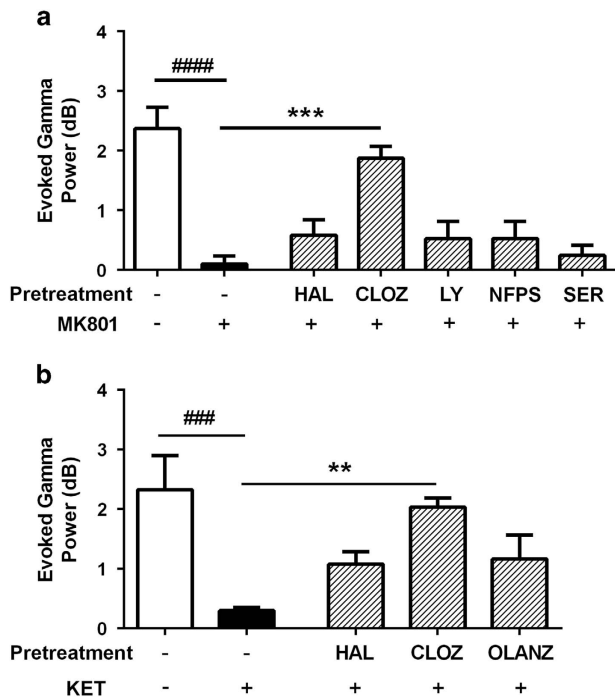 a
4
3
2
1
0
Evoked Gamma
Power (dB)
####
***
Pretreatment - - HAL CLOZ LY NFPS SER
MK801 - + + + + + +
b
4
3
2
1
0
Evoked Gamma
Power (dB)
###
**
Pretreatment - - HAL CLOZ OLANZ
KET - + + + +